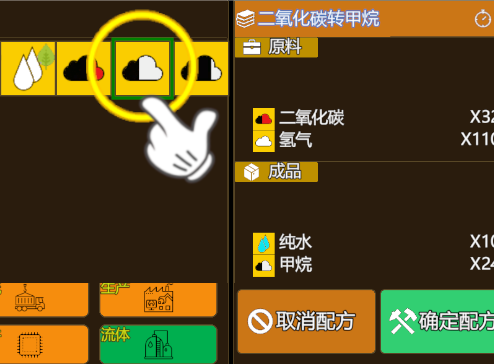 二氧化碳转甲烷
原料
二氧化碳 X32
氢气 X110
成品
纯水 X10
甲烷 X24
生产
流体
取消配方
确定配方